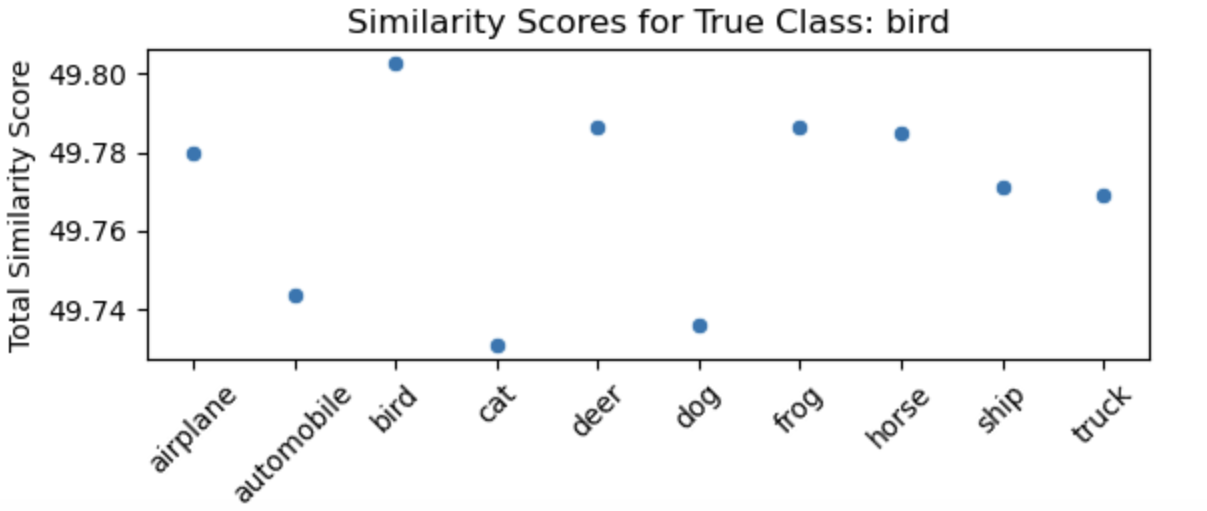 Similarity Scores for True Class: bird
Total Similarity Score
49.80
49.78
49.76
49.74
airplane
automobile
bird
cat
deer
dog
frog
horse
ship
truck